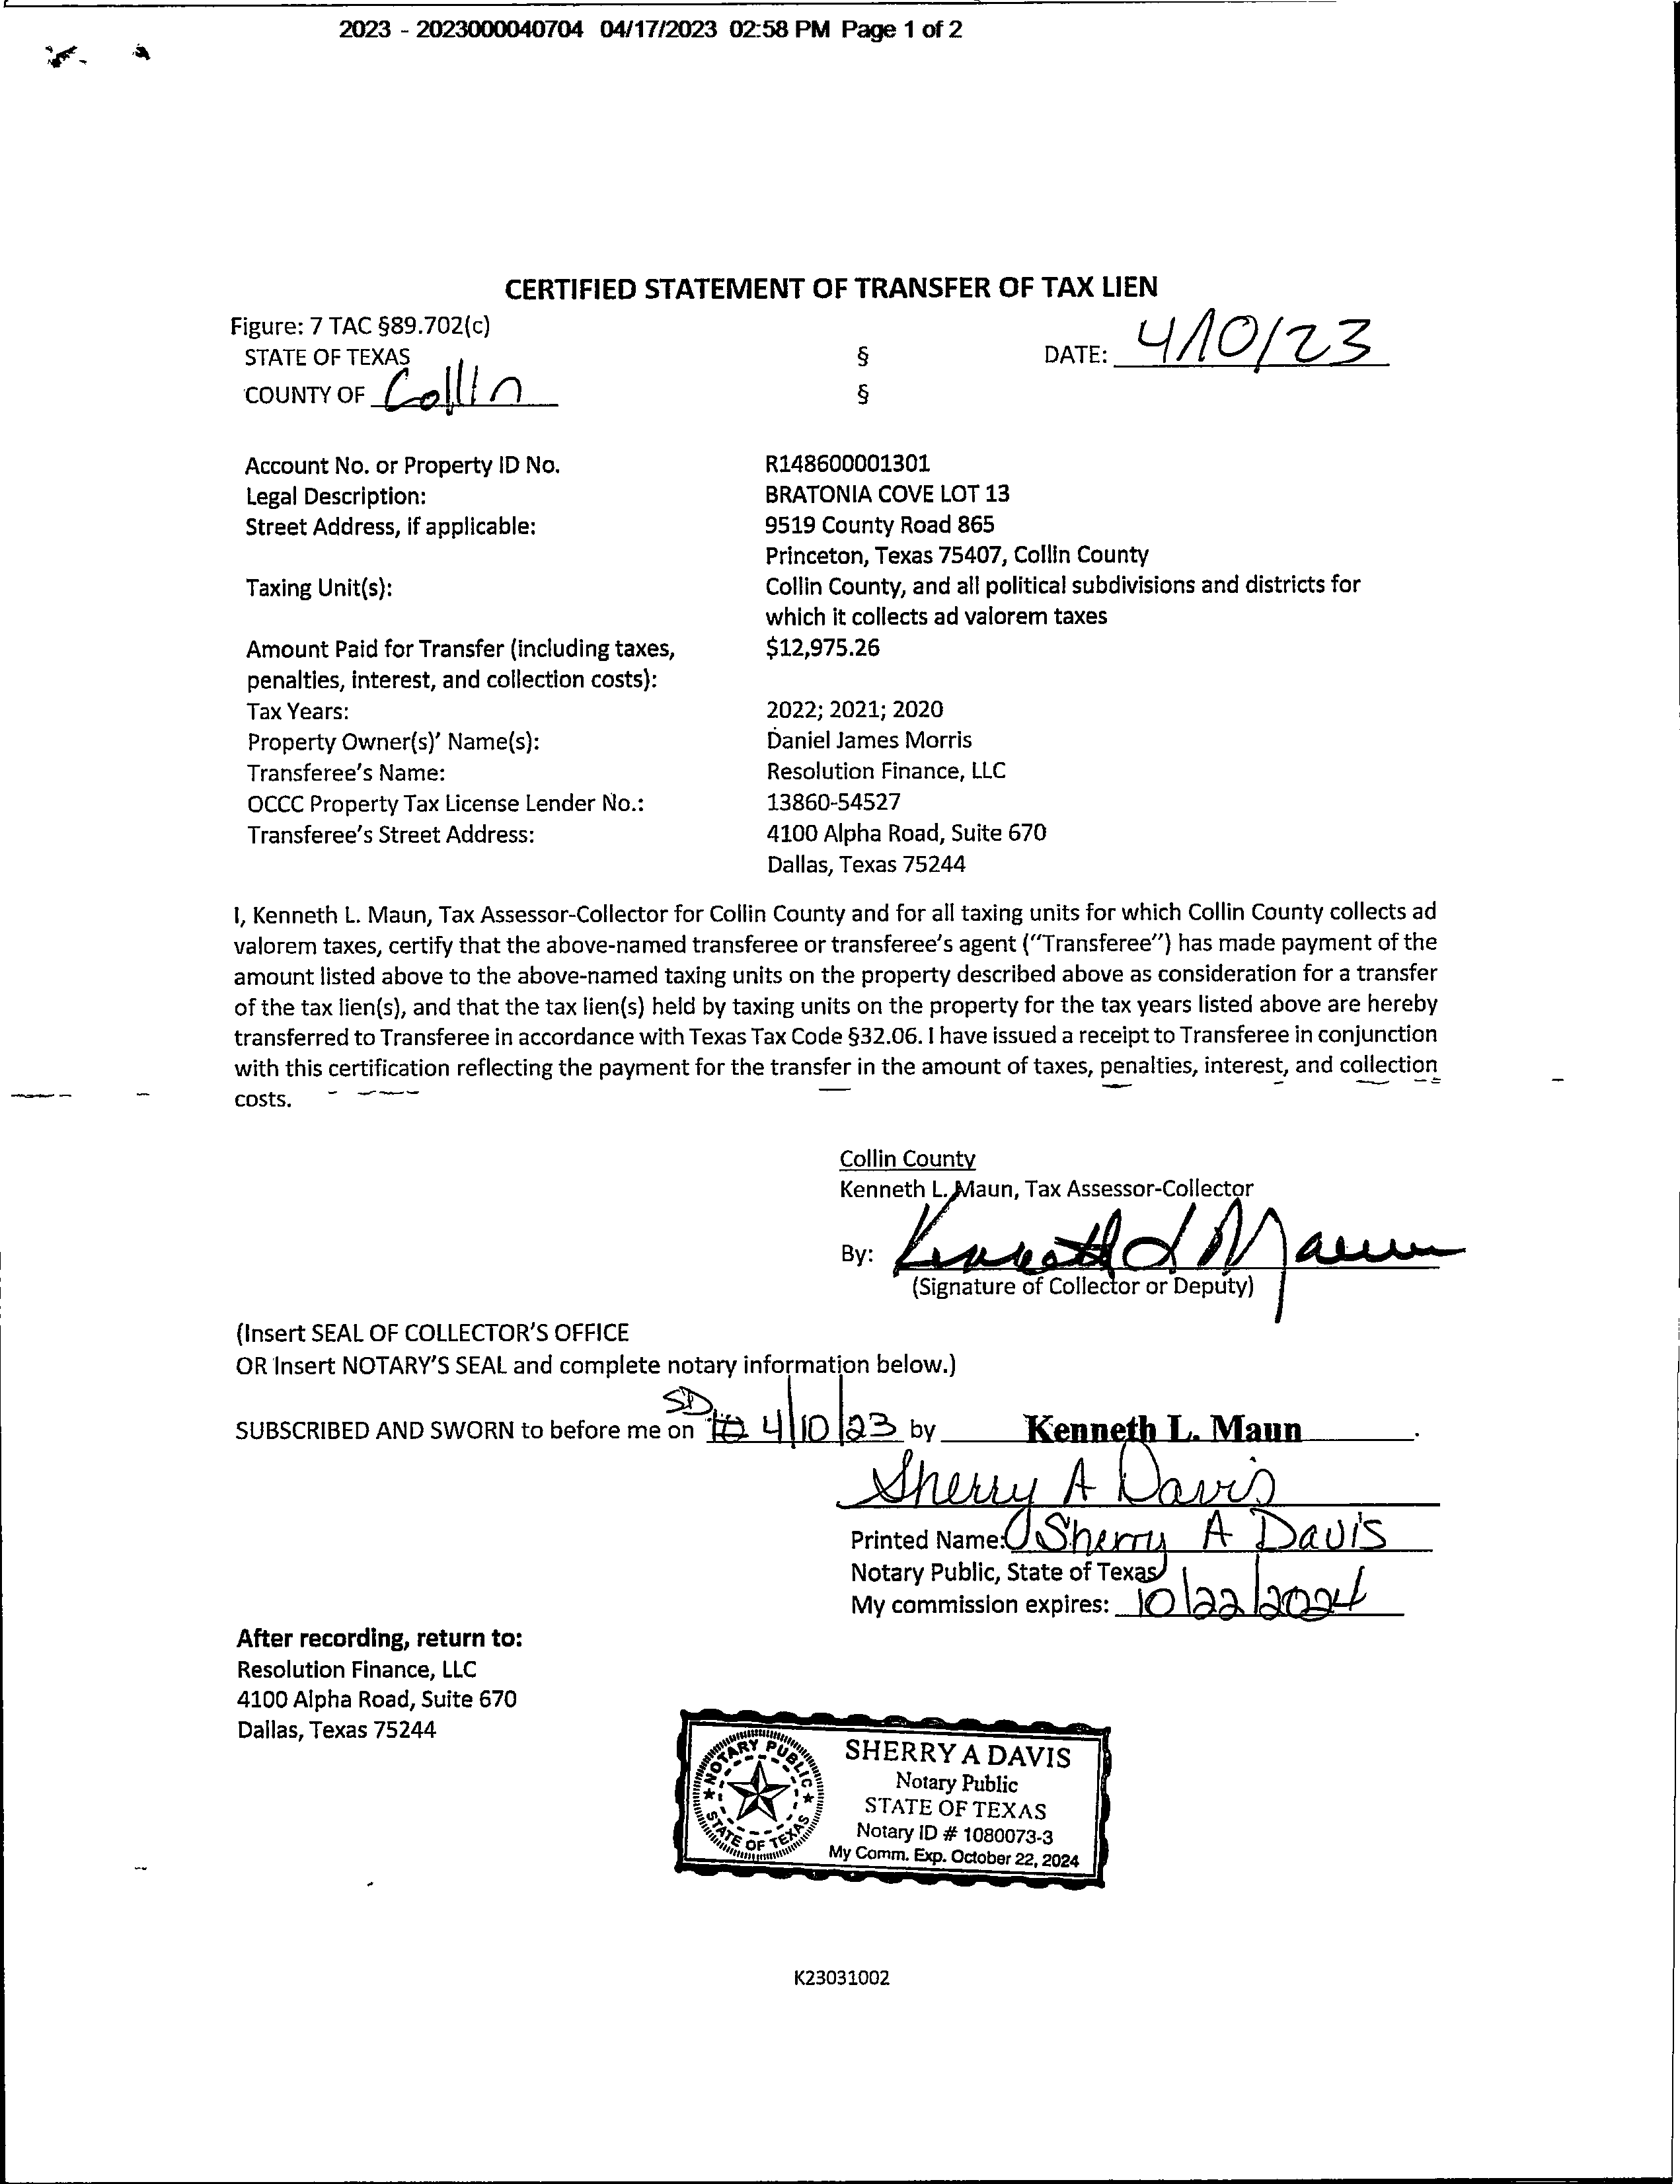 2023 - 2023000040704 04/17/2023 02:58 PM Page 1 of 2
CERTIFIED STATEMENT OF TRANSFER OF TAX LIEN
Figure: 7 TAC §89.702(c)
STATE OF TEXAS § DATE: 4/10/23
COUNTY OF Collin §
Account No. or Property ID No. R148600001301
Legal Description: BRATONIA COVE LOT 13
Street Address, if applicable: 9519 County Road 865
Princeton, Texas 75407, Collin County
Taxing Unit(s): Collin County, and all political subdivisions and districts for
which it collects ad valorem taxes
Amount Paid for Transfer (including taxes, $12,975.26
penalties, interest, and collection costs):
Tax Years: 2022; 2021; 2020
Property Owner(s)' Name(s): Daniel James Morris
Transferee's Name: Resolution Finance, LLC
OCCC Property Tax License Lender No.: 13860-54527
Transferee's Street Address: 4100 Alpha Road, Suite 670
Dallas, Texas 75244
I, Kenneth L. Maun, Tax Assessor-Collector for Collin County and for all taxing units for which Collin County collects ad
valorem taxes, certify that the above-named transferee or transferee's agent ("Transferee") has made payment of the
amount listed above to the above-named taxing units on the property described above as consideration for a transfer
of the tax lien(s), and that the tax lien(s) held by taxing units on the property for the tax years listed above are hereby
transferred to Transferee in accordance with Texas Tax Code §32.06. I have issued a receipt to Transferee in conjunction
with this certification reflecting the payment for the transfer in the amount of taxes, penalties, interest, and collection
costs.
Collin County
Kenneth L. Maun, Tax Assessor-Collector
By: Kenneth L Maun
(Signature of Collector or Deputy)
(Insert SEAL OF COLLECTOR'S OFFICE
OR Insert NOTARY'S SEAL and complete notary information below.)
SD
SUBSCRIBED AND SWORN to before me on 4/10/23 by Kenneth L. Maun.
Sherry A Davis
Printed Name: Sherry A Davis
Notary Public, State of Texas
My commission expires: 10/22/2024
After recording, return to:
Resolution Finance, LLC
4100 Alpha Road, Suite 670
Dallas, Texas 75244
NOTARY PUBLIC
STATE OF TEXAS
SHERRY A DAVIS
Notary Public
STATE OF TEXAS
Notary ID # 1080073-3
My Comm. Exp. October 22, 2024
K23031002